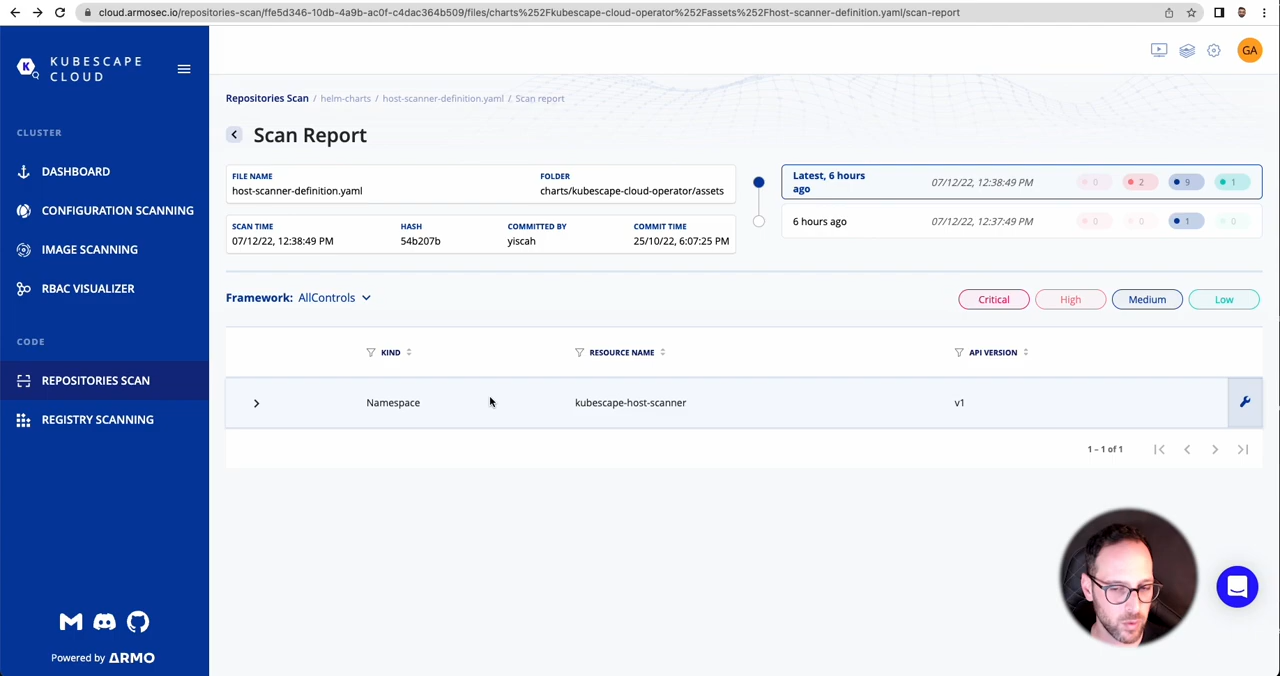 cloud.armosec.io/repositories-scan/ffe5d346-10db-4a9b-ac0f-c4dac364b509/files/charts%252Fkubescape-cloud-operator%252Fassets%252Fhost-scanner-definition.yaml/scan-report
KUBESCAPE
CLOUD
GA
Repositories Scan / helm-charts / host-scanner-definition.yaml / Scan report
Scan Report
FILE NAME FOLDER
host-scanner-definition.yaml charts/kubescape-cloud-operator/assets
SCAN TIME HASH COMMITTED BY COMMIT TIME
07/12/22, 12:38:49 PM 54b207b yiscah 25/10/22, 6:07:25 PM
Latest, 6 hours
ago
07/12/22, 12:38:49 PM 0 2 9 1
6 hours ago 07/12/22, 12:37:49 PM 0 0 1 0
CLUSTER
DASHBOARD
CONFIGURATION SCANNING
IMAGE SCANNING
RBAC VISUALIZER
CODE
REPOSITORIES SCAN
REGISTRY SCANNING
Framework: AllControls
Critical High Medium Low
KIND RESOURCE NAME API VERSION
Namespace kubescape-host-scanner v1
1 – 1 of 1
Powered by ARMO